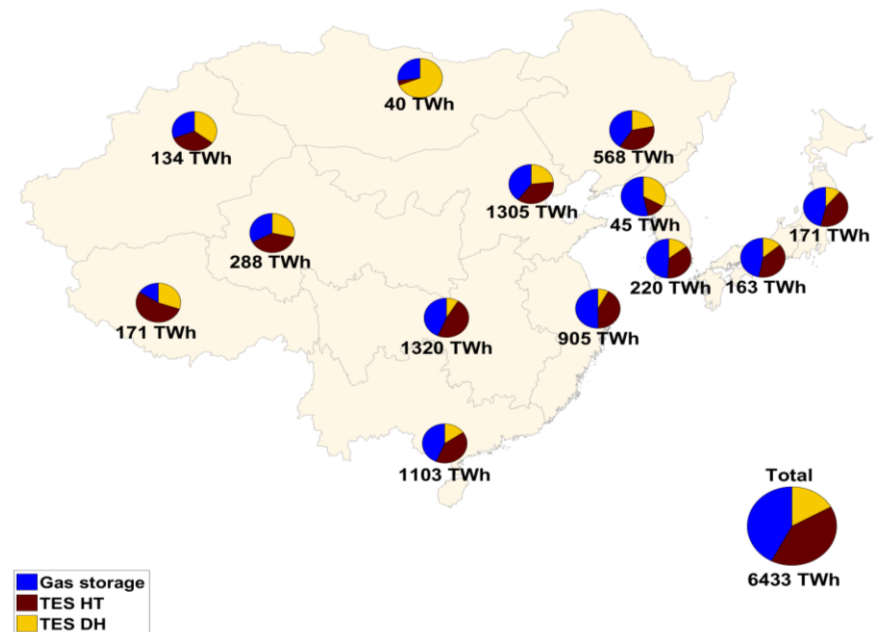 40 TWh
134 TWh
568 TWh
1305 TWh
45 TWh
171 TWh
288 TWh
220 TWh
163 TWh
171 TWh
1320 TWh
905 TWh
1103 TWh
Total
6433 TWh
Gas storage
TES HT
TES DH